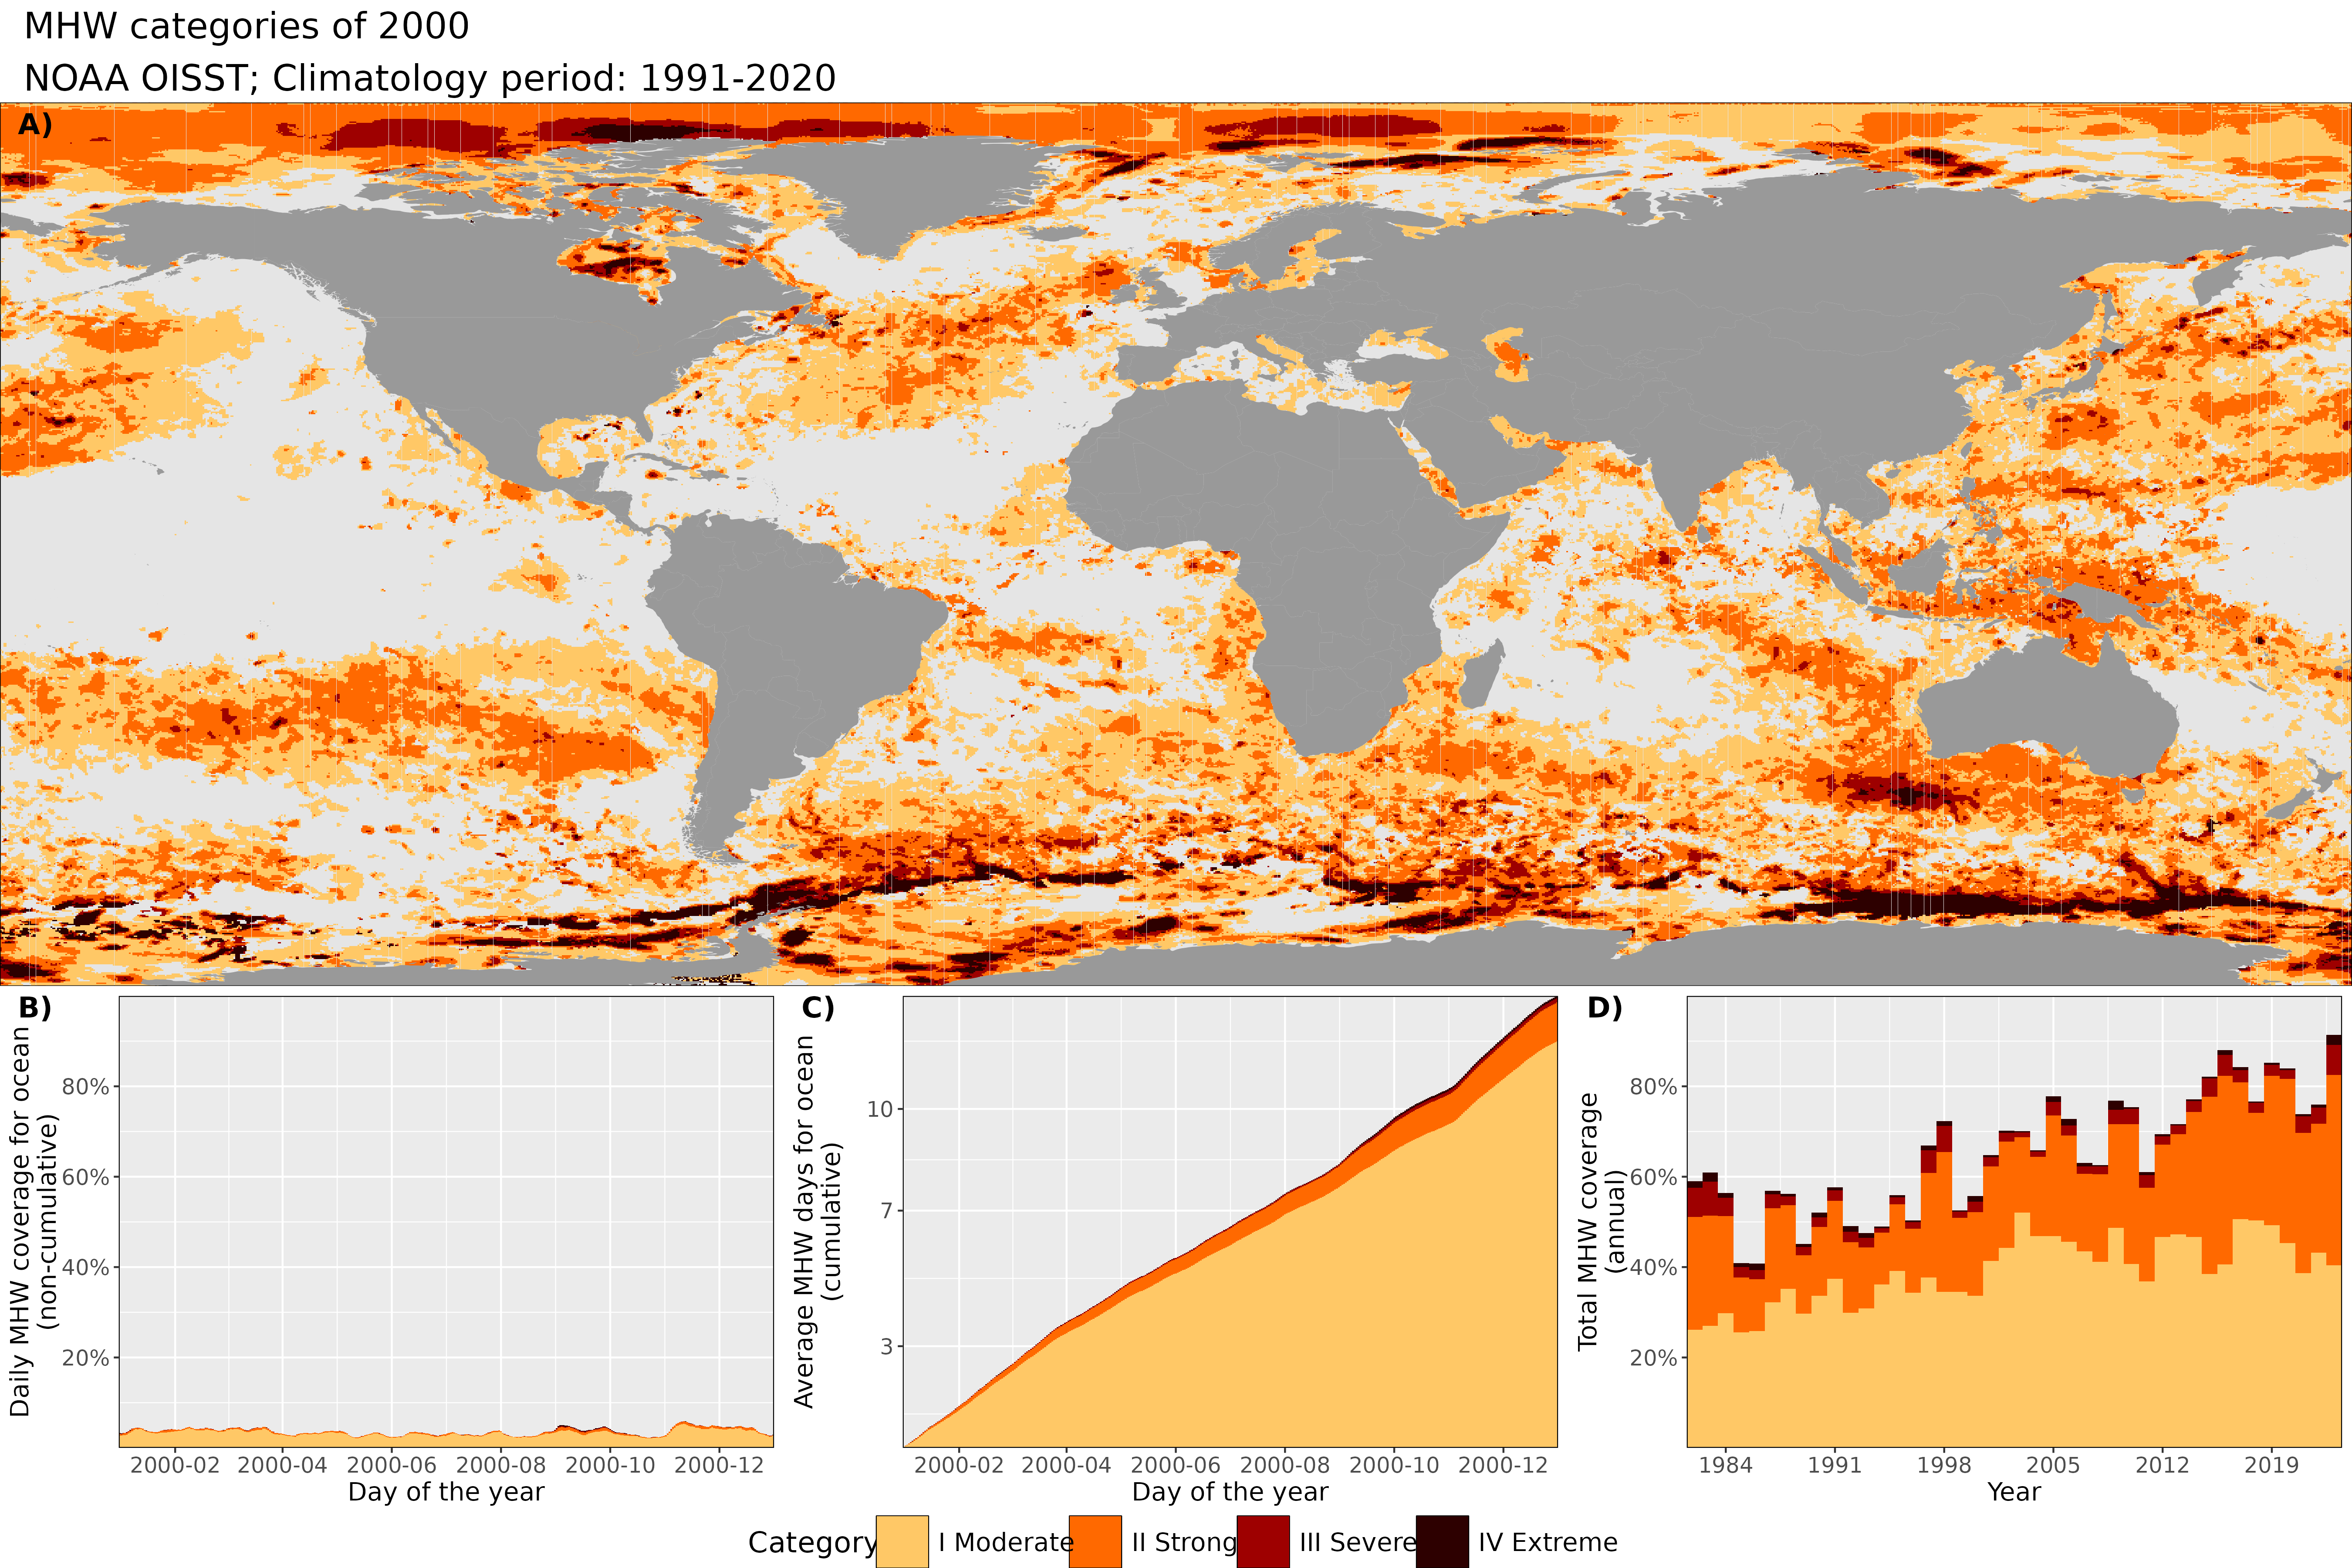 MHW categories of 2000
NOAA OISST; Climatology period: 1991-2020
A)
B)
Daily MHW coverage for ocean
(non-cumulative)
80%
60%
40%
20%
2000-02 2000-04 2000-06 2000-08 2000-10 2000-12
Day of the year
C)
Average MHW days for ocean
(cumulative)
10
7
3
2000-02 2000-04 2000-06 2000-08 2000-10 2000-12
Day of the year
D)
Total MHW coverage
(annual)
80%
60%
40%
20%
1984 1991 1998 2005 2012 2019
Year
Category I Moderate II Strong III Severe IV Extreme